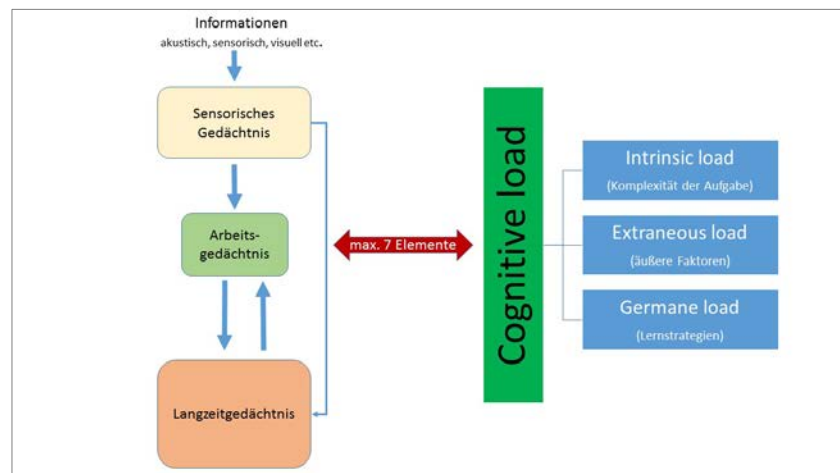 Informationen
akustisch, sensorisch, visuell etc.
Sensorisches
Gedächtnis
Arbeits-
gedächtnis
Langzeitgedächtnis
max. 7 Elemente
Cognitive load
Intrinsic load
(Komplexität der Aufgabe)
Extraneous load
(äußere Faktoren)
Germane load
(Lernstrategien)